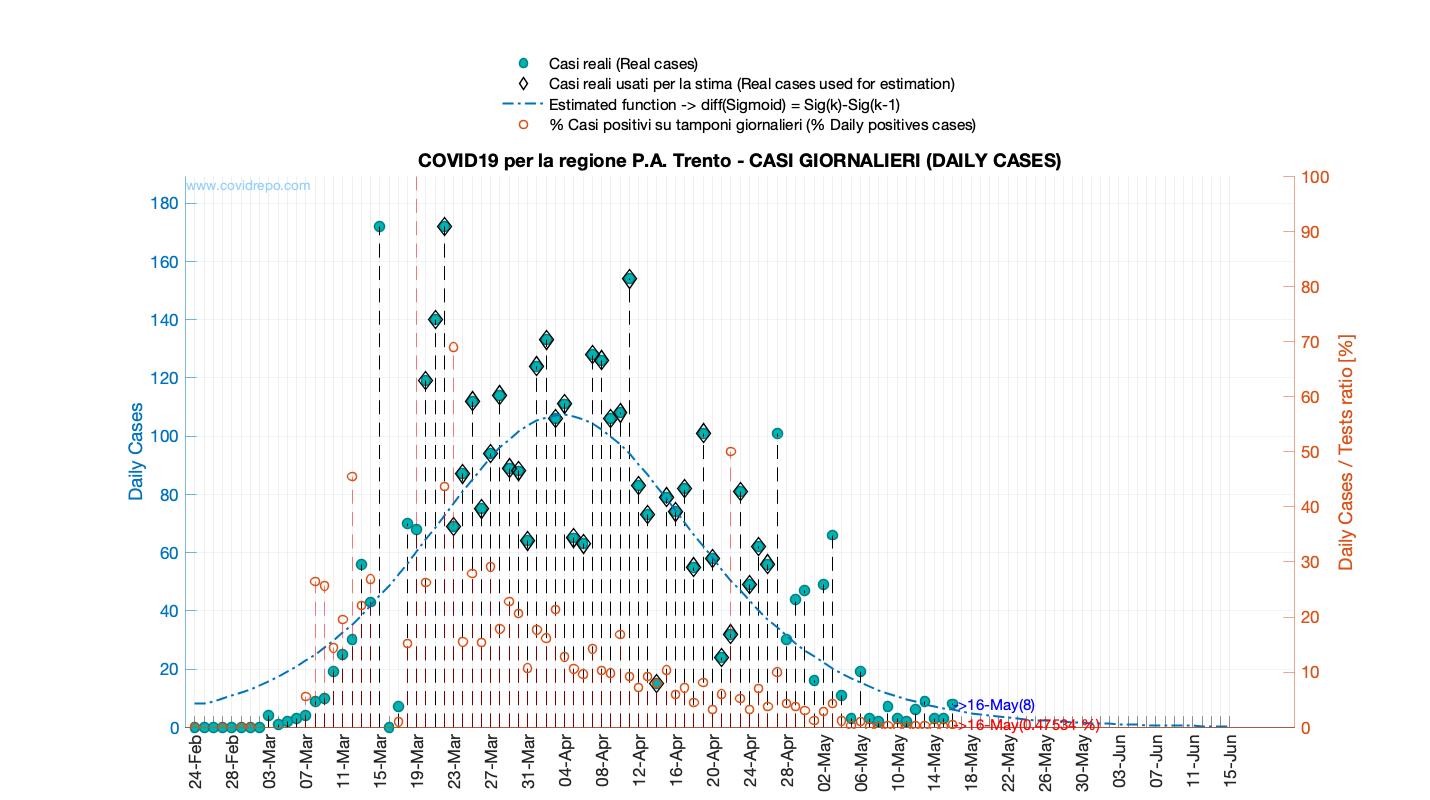 Casi reali (Real cases)
Casi reali usati per la stima (Real cases used for estimation)
Estimated function -> diff(Sigmoid) = Sig(k)-Sig(k-1)
% Casi positivi su tamponi giornalieri (% Daily positives cases)
COVID19 per la regione P.A. Trento - CASI GIORNALIERI (DAILY CASES)
www.covidrepo.com
Daily Cases
180
160
140
120
100
80
60
40
20
0
100
90
80
70
60
50
40
30
20
10
0
Daily Cases / Tests ratio [%]
->16-May(8)
->16-May(0.47534 %)
24-Feb
28-Feb
03-Mar
07-Mar
11-Mar
15-Mar
19-Mar
23-Mar
27-Mar
31-Mar
04-Apr
08-Apr
12-Apr
16-Apr
20-Apr
24-Apr
28-Apr
02-May
06-May
10-May
14-May
18-May
22-May
26-May
30-May
03-Jun
07-Jun
11-Jun
15-Jun